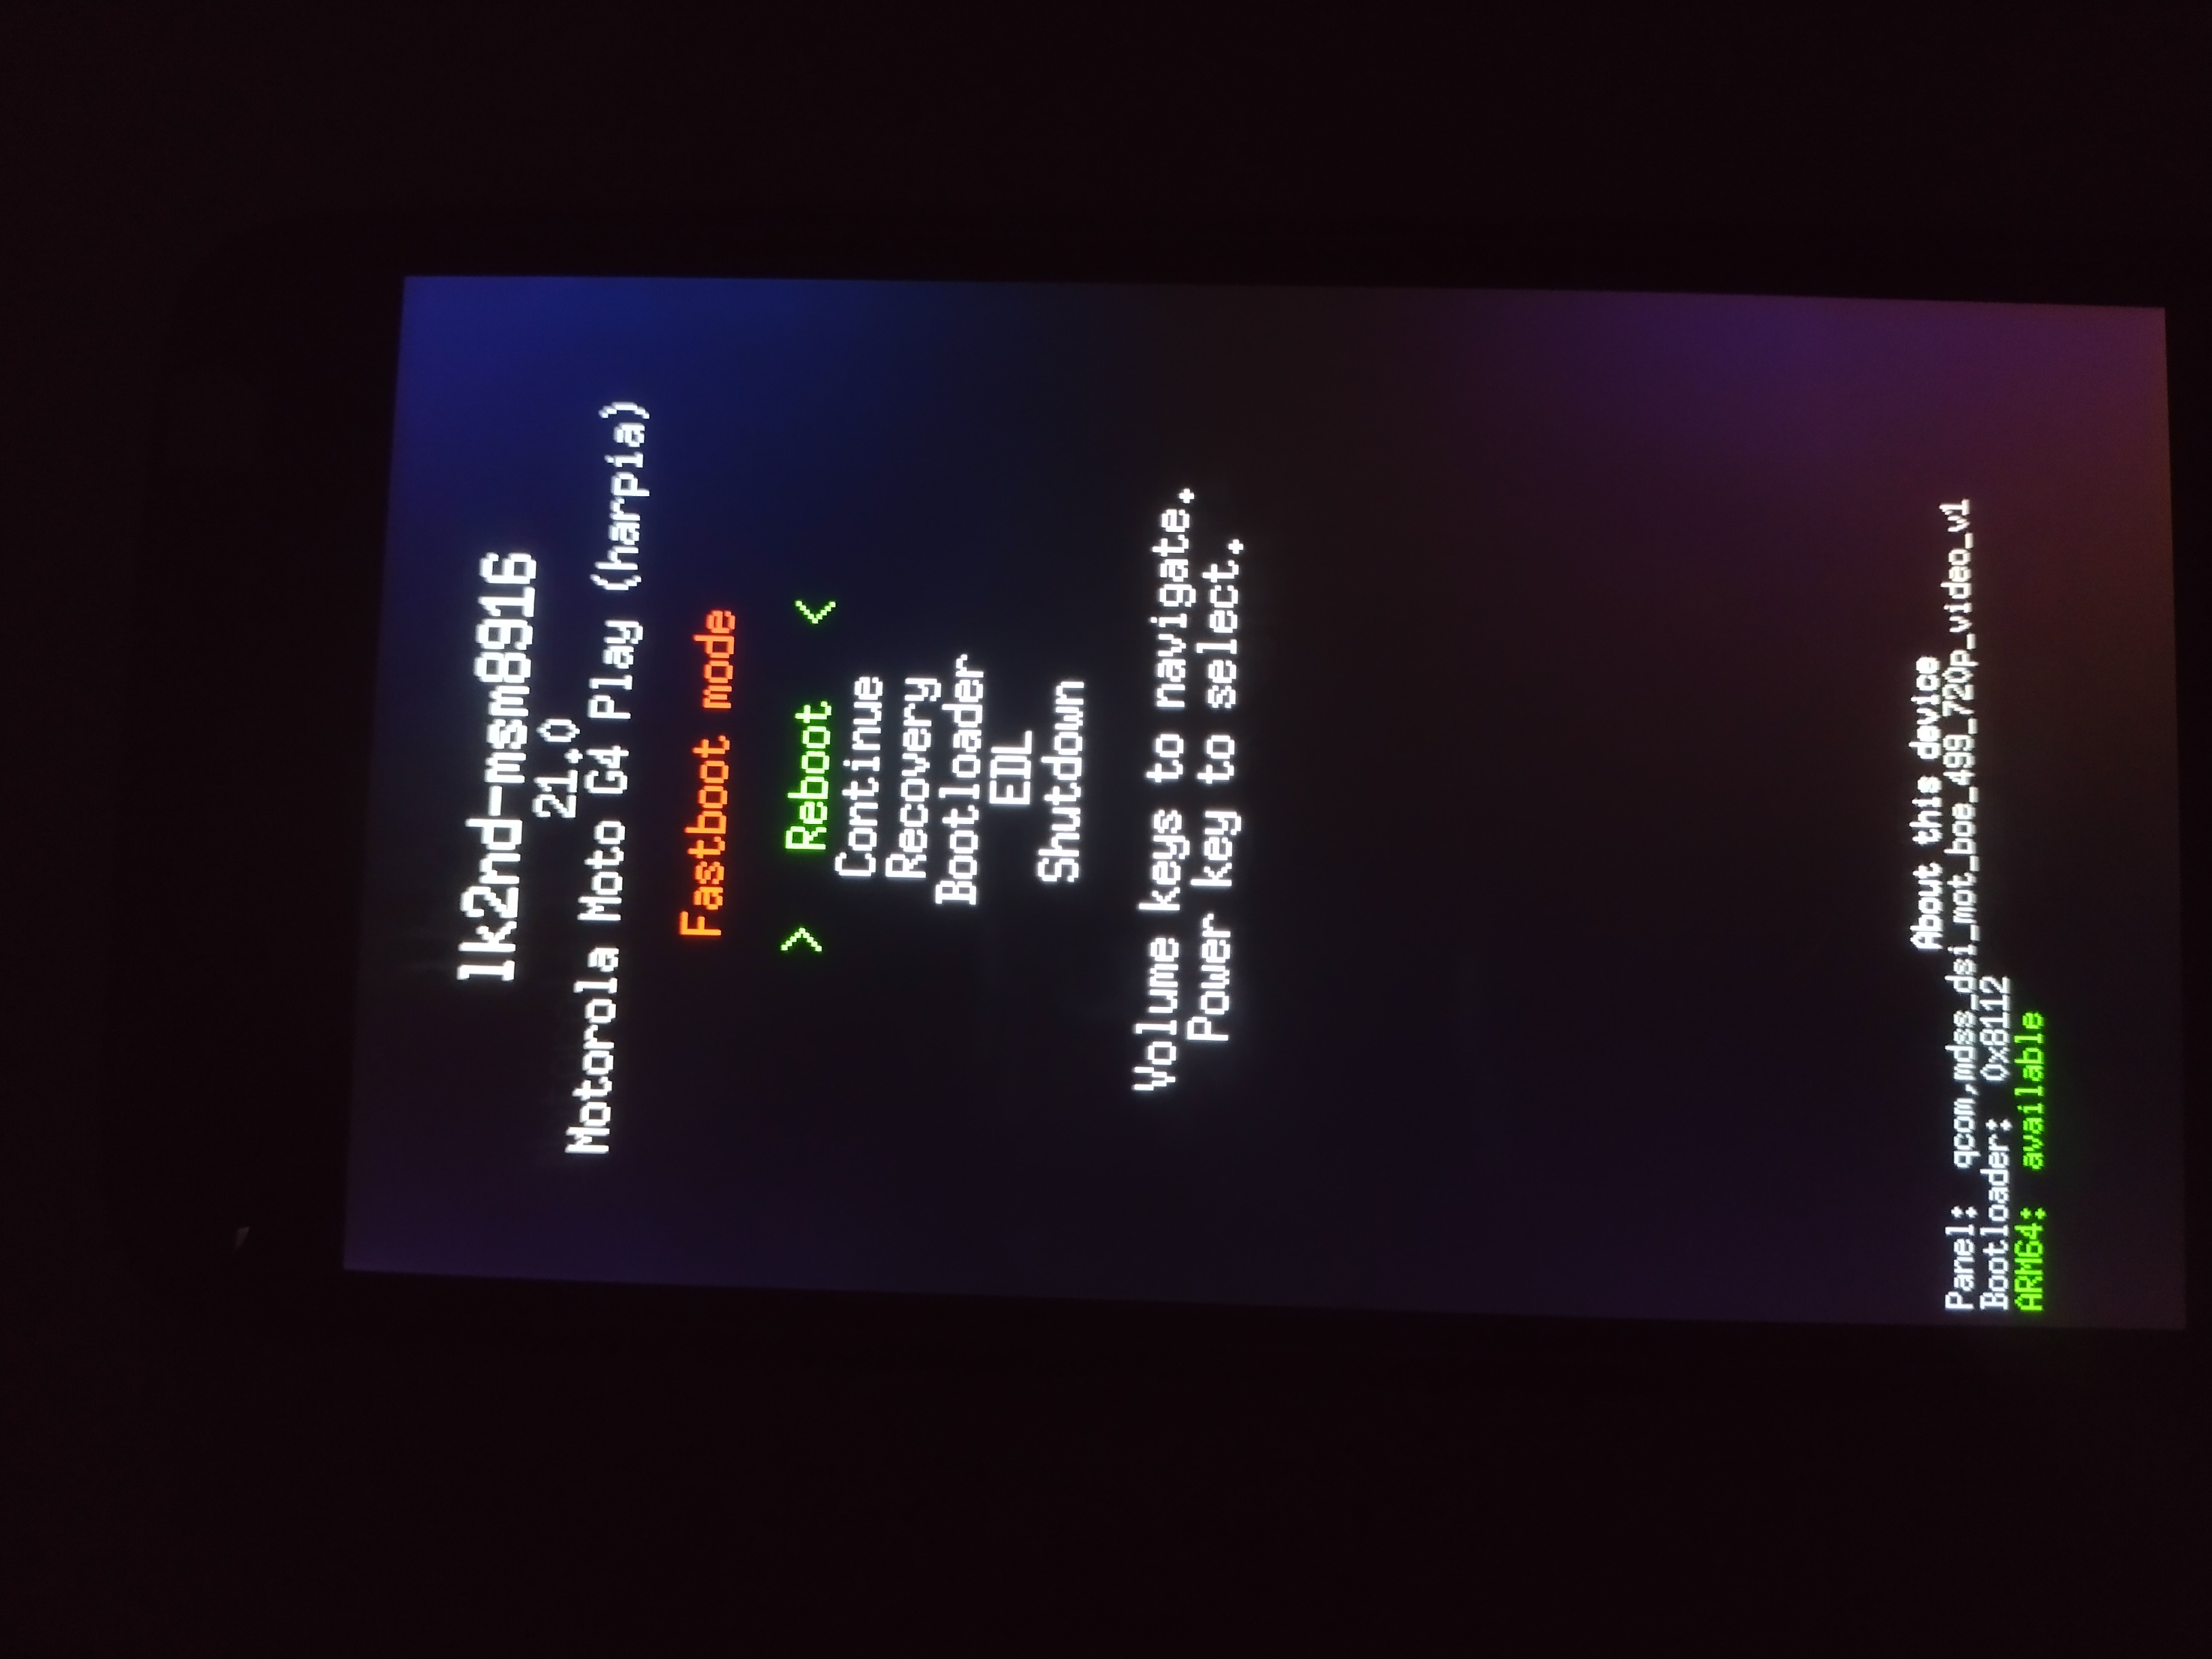 lk2nd-msm8916
21.0
Motorola Moto G4 Play (harpia)
Fastboot mode
> Reboot <
Continue
Recovery
Bootloader
EDL
Shutdown
Volume keys to navigate.
Power key to select.
About this device
Panel: qcom,mdss_dsi_mot_boe_499_720p_video_v1
Bootloader: 0x8112
ARM64: available